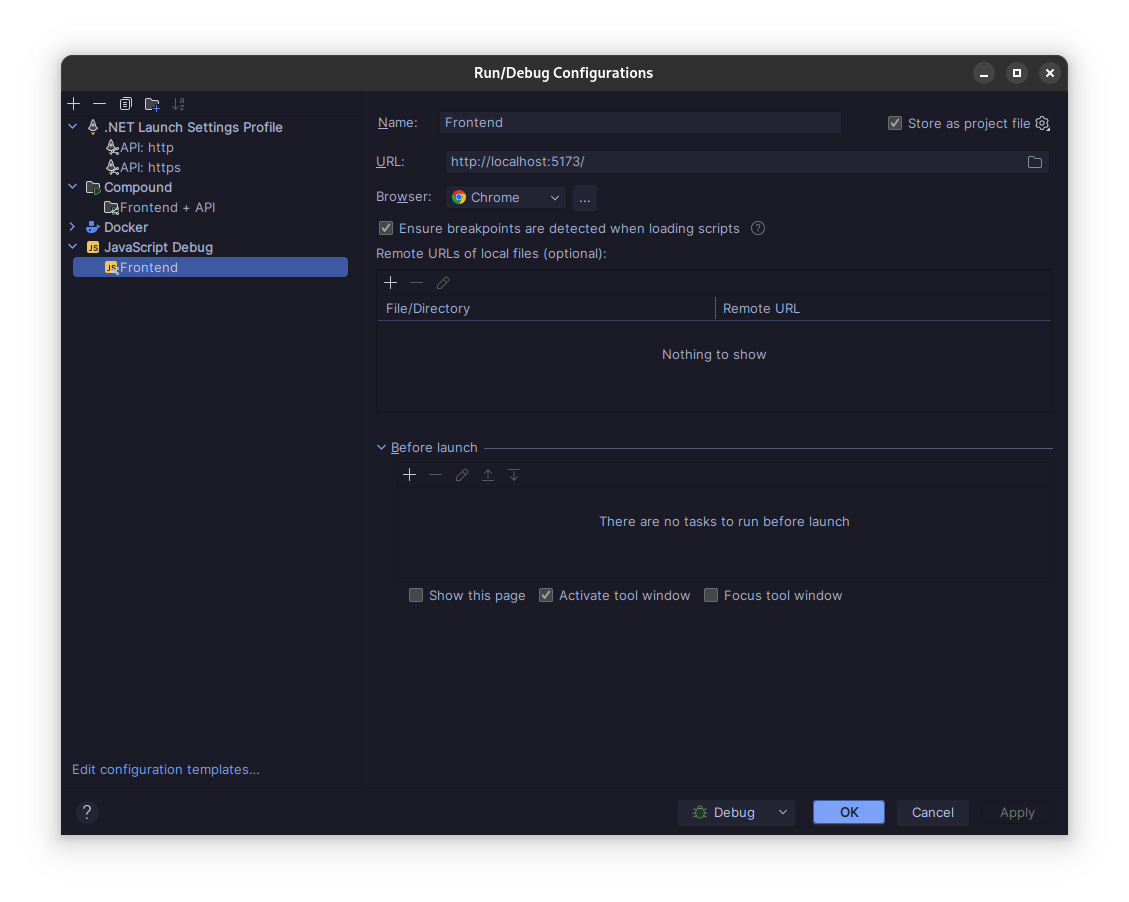 Run/Debug Configurations
.NET Launch Settings Profile
API: http
API: https
Compound
Frontend + API
Docker
JavaScript Debug
Frontend
Edit configuration templates...
Name: Frontend
Store as project file
URL: http://localhost:5173/
Browser: Chrome ...
Ensure breakpoints are detected when loading scripts ?
Remote URLs of local files (optional):
File/Directory Remote URL
Nothing to show
Before launch
There are no tasks to run before launch
Show this page Activate tool window Focus tool window
? Debug OK Cancel Apply